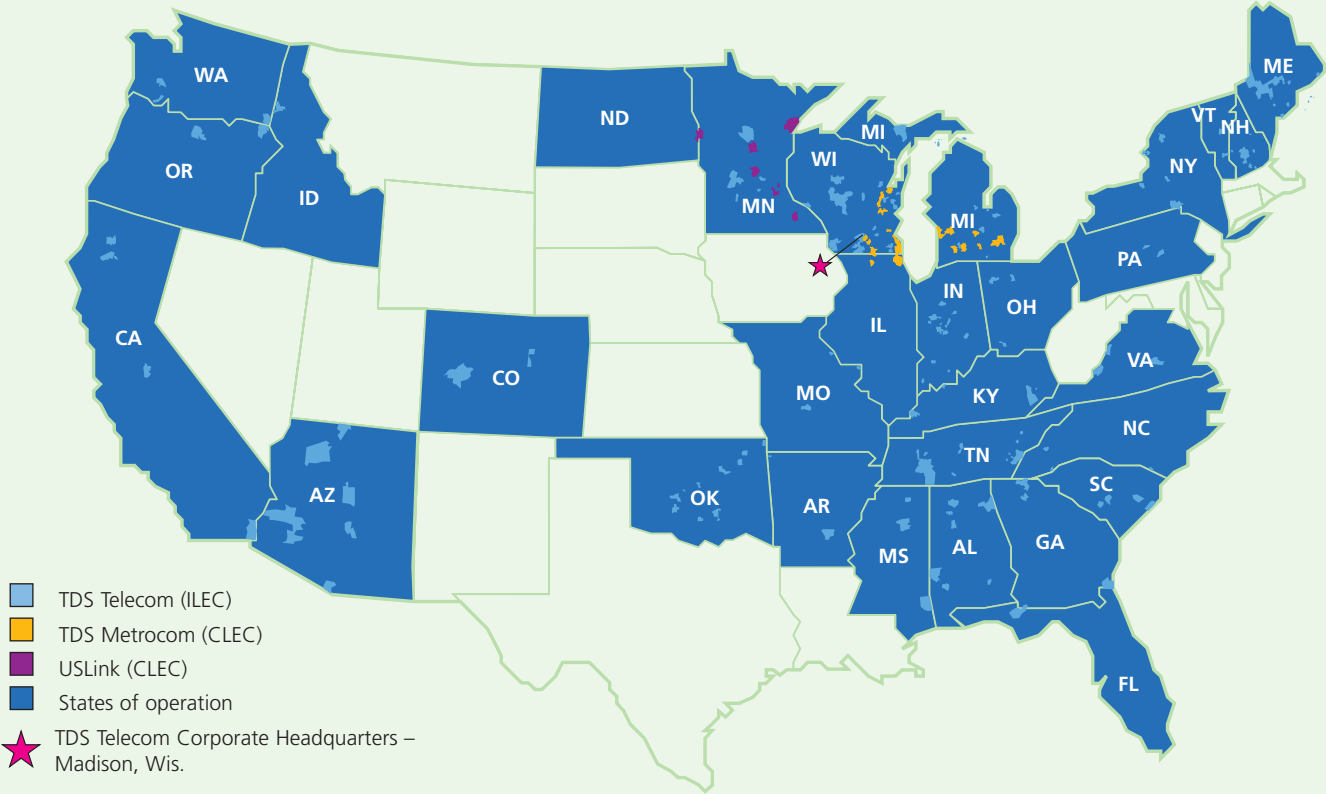 WA
ND
ME
VT
NH
MI
WI
NY
OR
ID
MN
MI
PA
CA
IN
OH
IL
VA
CO
MO
KY
NC
TN
AZ
OK
AR
SC
MS
AL
GA
FL
TDS Telecom (ILEC)
TDS Metrocom (CLEC)
USLink (CLEC)
States of operation
TDS Telecom Corporate Headquarters –
Madison, Wis.